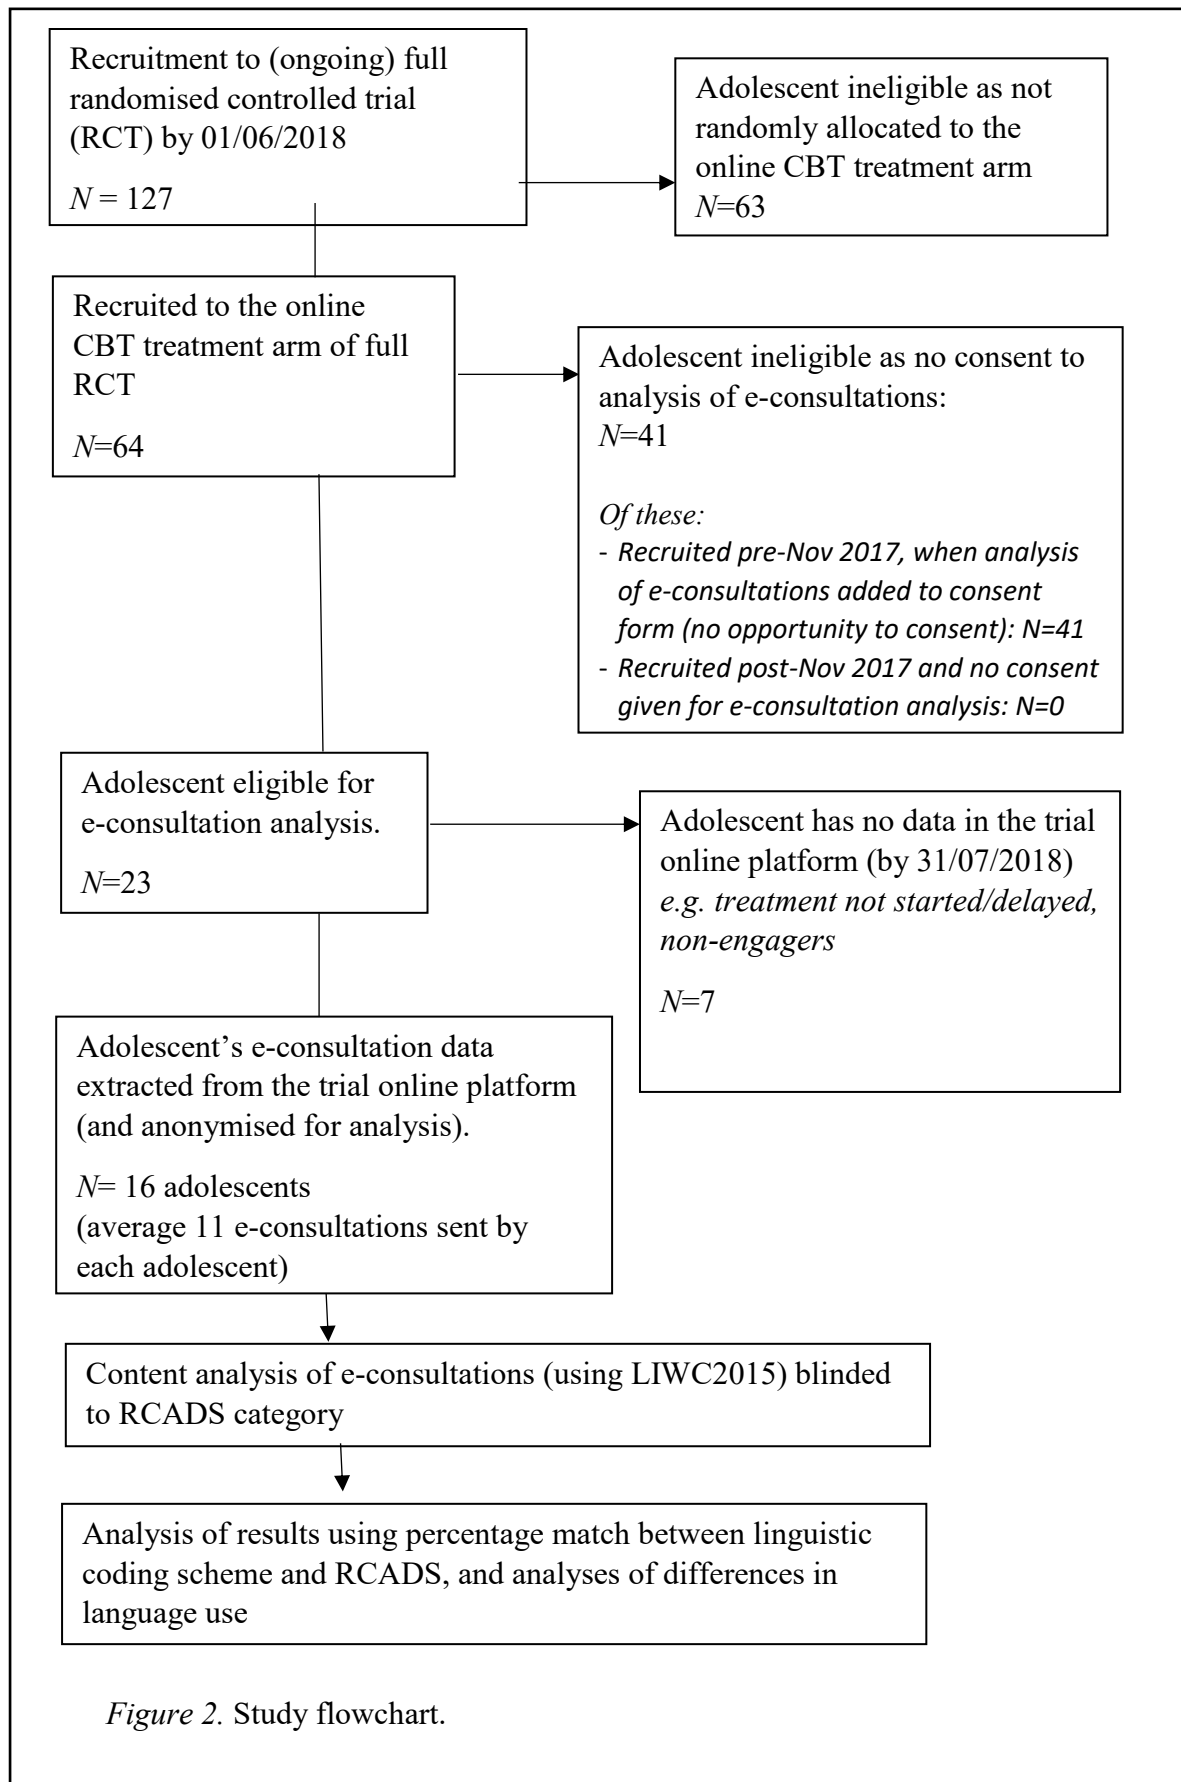 Recruitment to (ongoing) full
randomised controlled trial
(RCT) by 01/06/2018
N = 127
Adolescent ineligible as not
randomly allocated to the
online CBT treatment arm
N=63
Recruited to the online
CBT treatment arm of full
RCT
N=64
Adolescent ineligible as no consent to
analysis of e-consultations:
N=41
Of these:
- Recruited pre-Nov 2017, when analysis
of e-consultations added to consent
form (no opportunity to consent): N=41
- Recruited post-Nov 2017 and no consent
given for e-consultation analysis: N=0
Adolescent eligible for
e-consultation analysis.
N=23
Adolescent has no data in the trial
online platform (by 31/07/2018)
e.g. treatment not started/delayed,
non-engagers
N=7
Adolescent’s e-consultation data
extracted from the trial online platform
(and anonymised for analysis).
N= 16 adolescents
(average 11 e-consultations sent by
each adolescent)
Content analysis of e-consultations (using LIWC2015) blinded
to RCADS category
Analysis of results using percentage match between linguistic
coding scheme and RCADS, and analyses of differences in
language use
Figure 2. Study flowchart.